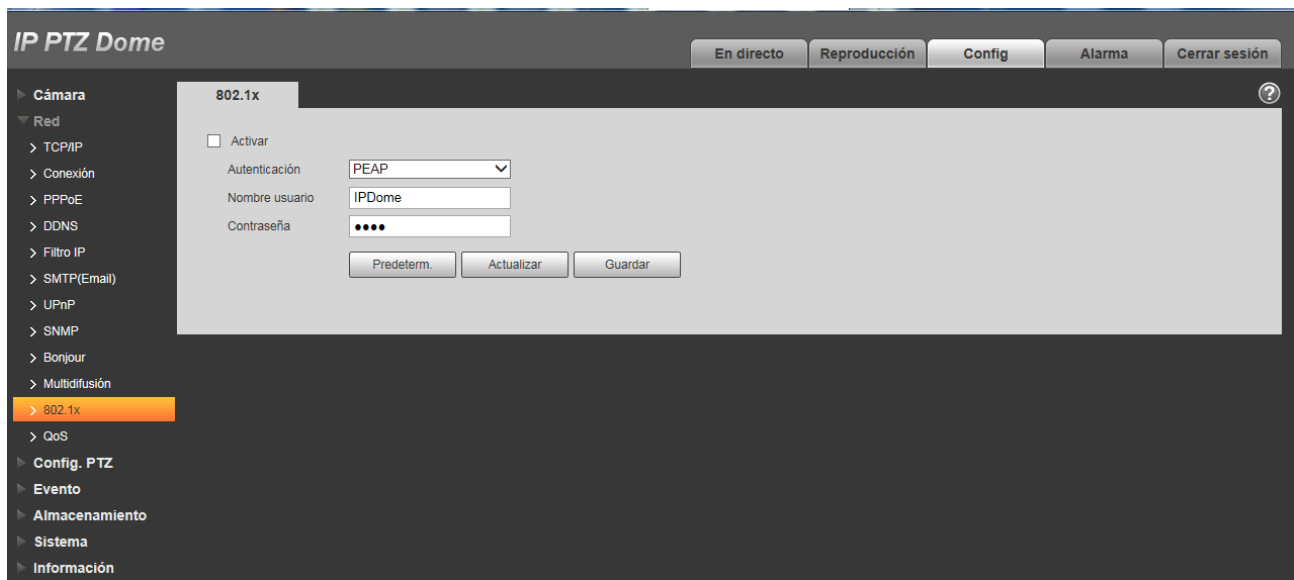 IP PTZ Dome
En directo Reproducción Config Alarma Cerrar sesión
Cámara
Red
TCP/IP
Conexión
PPPoE
DDNS
Filtro IP
SMTP(Email)
UPnP
SNMP
Bonjour
Multidifusión
802.1x
QoS
Config. PTZ
Evento
Almacenamiento
Sistema
Información
802.1x
?
Activar
Autenticación PEAP
Nombre usuario IPDome
Contraseña ••••
Predeterm. Actualizar Guardar